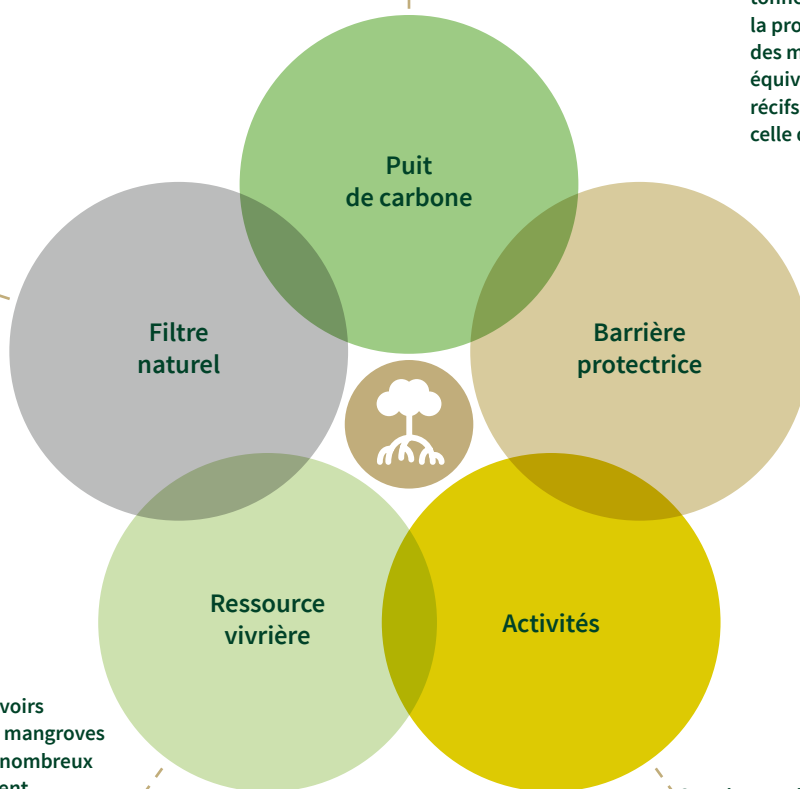 la pro
des m
équiv
récifs
celle
Puit
de carbone
Filtre
naturel
Barrière
protectrice
Ressource
vivrière
Activités
voirs
mangroves
nombreux